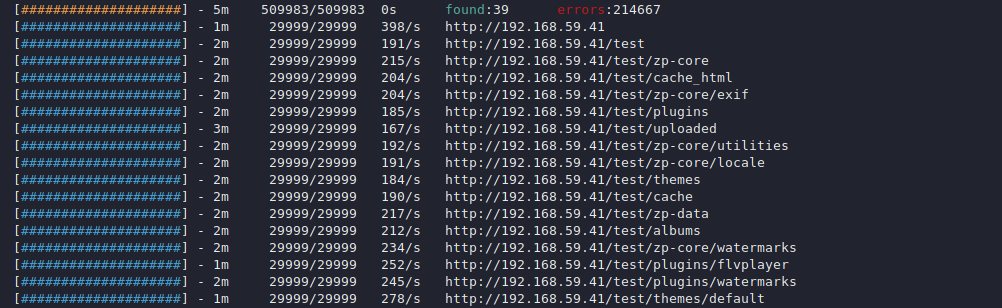 [####################] - 5m    509983/509983  0s      found:39      errors:214667
[####################] - 1m     29999/29999   398/s   http://192.168.59.41
[####################] - 2m     29999/29999   191/s   http://192.168.59.41/test
[####################] - 2m     29999/29999   215/s   http://192.168.59.41/test/zp-core
[####################] - 2m     29999/29999   204/s   http://192.168.59.41/test/cache_html
[####################] - 2m     29999/29999   204/s   http://192.168.59.41/test/zp-core/exif
[####################] - 2m     29999/29999   185/s   http://192.168.59.41/test/plugins
[####################] - 3m     29999/29999   167/s   http://192.168.59.41/test/uploaded
[####################] - 2m     29999/29999   192/s   http://192.168.59.41/test/zp-core/utilities
[####################] - 2m     29999/29999   191/s   http://192.168.59.41/test/zp-core/locale
[####################] - 2m     29999/29999   184/s   http://192.168.59.41/test/themes
[####################] - 2m     29999/29999   190/s   http://192.168.59.41/test/cache
[####################] - 2m     29999/29999   217/s   http://192.168.59.41/test/zp-data
[####################] - 2m     29999/29999   212/s   http://192.168.59.41/test/albums
[####################] - 2m     29999/29999   234/s   http://192.168.59.41/test/zp-core/watermarks
[####################] - 1m     29999/29999   252/s   http://192.168.59.41/test/plugins/flvplayer
[####################] - 2m     29999/29999   245/s   http://192.168.59.41/test/plugins/watermarks
[####################] - 1m     29999/29999   278/s   http://192.168.59.41/test/themes/default